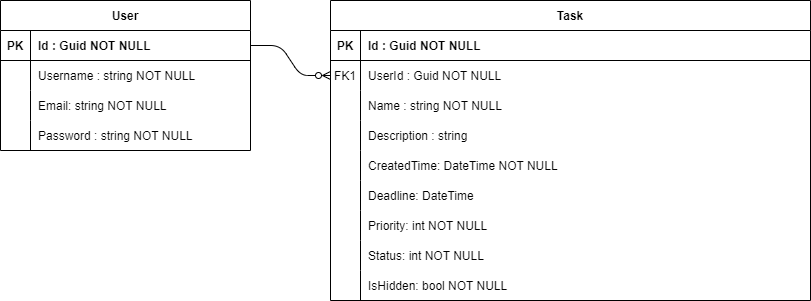 User
PK Id : Guid NOT NULL
Username : string NOT NULL
Email: string NOT NULL
Password : string NOT NULL
Task
PK Id : Guid NOT NULL
FK1 UserId : Guid NOT NULL
Name : string NOT NULL
Description : string
CreatedTime: DateTime NOT NULL
Deadline: DateTime
Priority: int NOT NULL
Status: int NOT NULL
IsHidden: bool NOT NULL